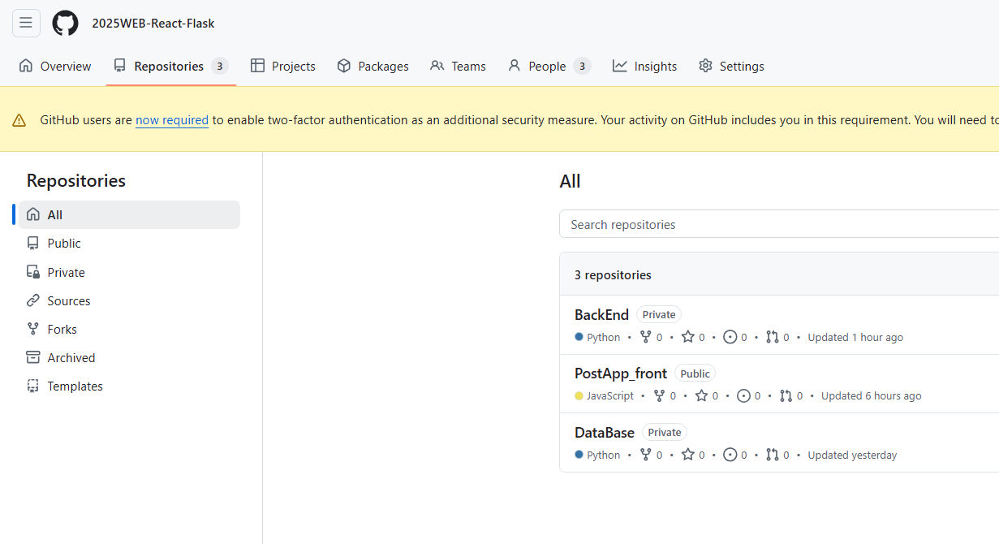 2025WEB-React-Flask
Overview Repositories 3 Projects Packages Teams People 3 Insights Settings
GitHub users are now required to enable two-factor authentication as an additional security measure. Your activity on GitHub includes you in this requirement. You will need to
Repositories
All
Public
Private
Sources
Forks
Archived
Templates
All
Search repositories
3 repositories
BackEnd Private
Python • 0 • 0 • 0 • 0 • Updated 1 hour ago
PostApp_front Public
JavaScript • 0 • 0 • 0 • 0 • Updated 6 hours ago
DataBase Private
Python • 0 • 0 • 0 • 0 • Updated yesterday